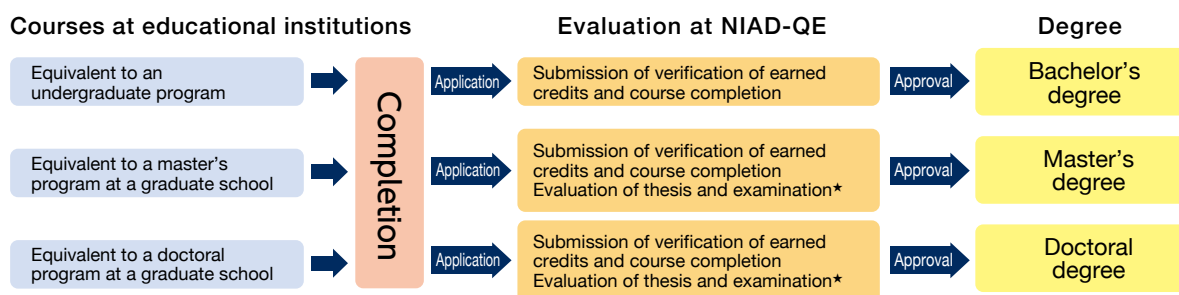 Courses at educational institutions
Evaluation at NIAD-QE
Degree
Equivalent to an
undergraduate program
Completion
Application
Submission of verification of earned
credits and course completion
Approval
Bachelor's
degree
Equivalent to a master's
program at a graduate school
Application
Submission of verification of earned
credits and course completion
Evaluation of thesis and examination★
Approval
Master's
degree
Equivalent to a doctoral
program at a graduate school
Application
Submission of verification of earned
credits and course completion
Evaluation of thesis and examination★
Approval
Doctoral
degree